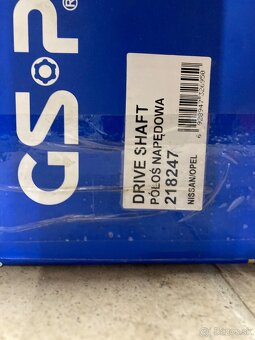 GSP®
DRIVE SHAFT
PÓŁOŚ NAPĘDOWA
218247
NISSAN/OPEL